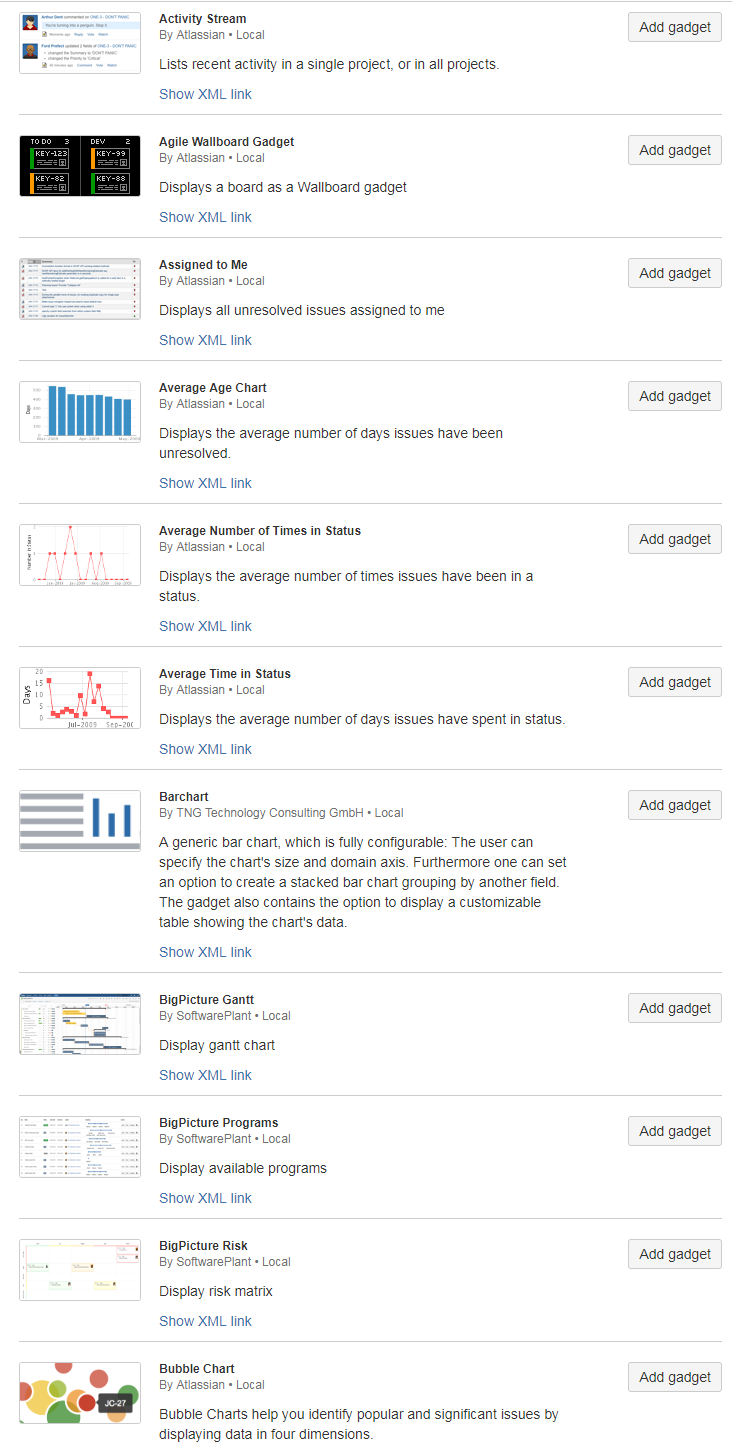 Activity Stream
By Atlassian • Local
Add gadget
Lists recent activity in a single project, or in all projects.
Show XML link
TO DO 3 DEV 2
KEY-123 KEY-99
KEY-82 KEY-88
Agile Wallboard Gadget
By Atlassian • Local
Add gadget
Displays a board as a Wallboard gadget
Show XML link
Assigned to Me
By Atlassian • Local
Add gadget
Displays all unresolved issues assigned to me
Show XML link
Average Age Chart
By Atlassian • Local
Add gadget
Displays the average number of days issues have been
unresolved.
Show XML link
Average Number of Times in Status
By Atlassian • Local
Add gadget
Displays the average number of times issues have been in a
status.
Show XML link
20
15
10
5
0
Days
Jul-2009 Sep-200
Average Time in Status
By Atlassian • Local
Add gadget
Displays the average number of days issues have spent in status.
Show XML link
Barchart
By TNG Technology Consulting GmbH • Local
Add gadget
A generic bar chart, which is fully configurable: The user can
specify the chart's size and domain axis. Furthermore one can set
an option to create a stacked bar chart grouping by another field.
The gadget also contains the option to display a customizable
table showing the chart's data.
Show XML link
BigPicture Gantt
By SoftwarePlant • Local
Add gadget
Display gantt chart
Show XML link
BigPicture Programs
By SoftwarePlant • Local
Add gadget
Display available programs
Show XML link
BigPicture Risk
By SoftwarePlant • Local
Add gadget
Display risk matrix
Show XML link
JC-27
Bubble Chart
By Atlassian • Local
Add gadget
Bubble Charts help you identify popular and significant issues by
displaying data in four dimensions.